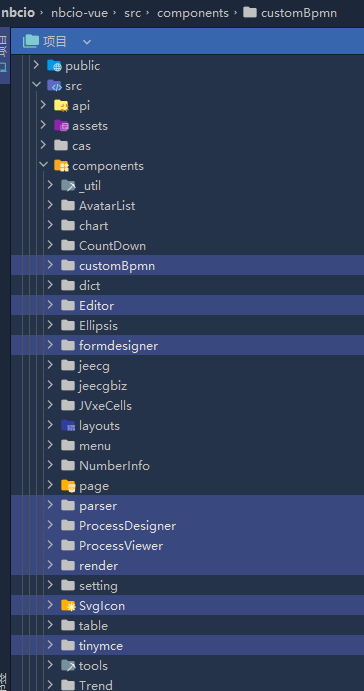 nbcio > nbcio-vue > src > components > customBpmn
项目
项目
public
src
api
assets
cas
components
_util
AvatarList
chart
CountDown
customBpmn
dict
Editor
Ellipsis
formdesigner
jeecg
jeecgbiz
JVxeCells
layouts
menu
NumberInfo
page
parser
ProcessDesigner
ProcessViewer
render
setting
SvgIcon
table
tinymce
tools
Trend